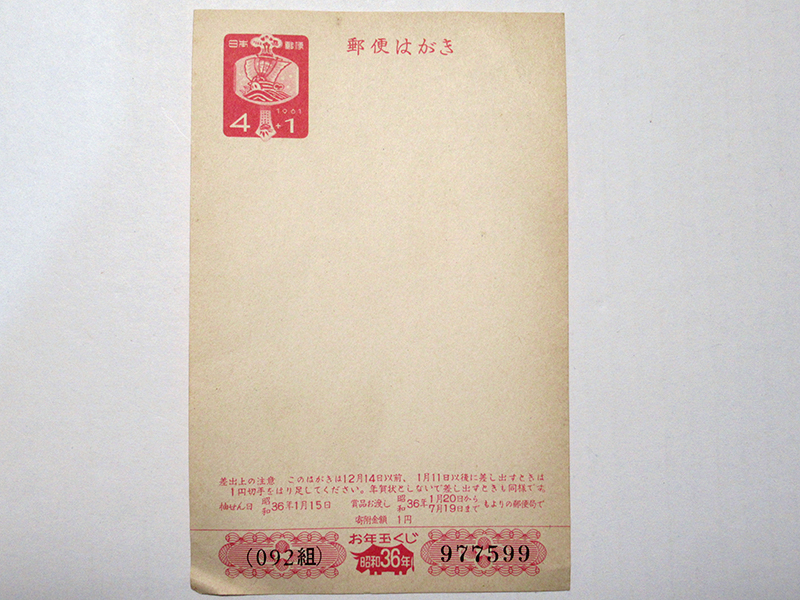 日本 郵便
1961
4+1
郵便はがき
差出上の注意 このはがきは12月14日以前、1月11日以後に差し出すときは
1円切手をはり足してください。年賀状としないで差し出すときも同様です
抽せん日 昭和36年1月15日 賞品お渡し 昭和36年1月20日から7月19日まで もよりの郵便局で
寄附金額 1円
お年玉くじ
(092組) 昭和36年 977599